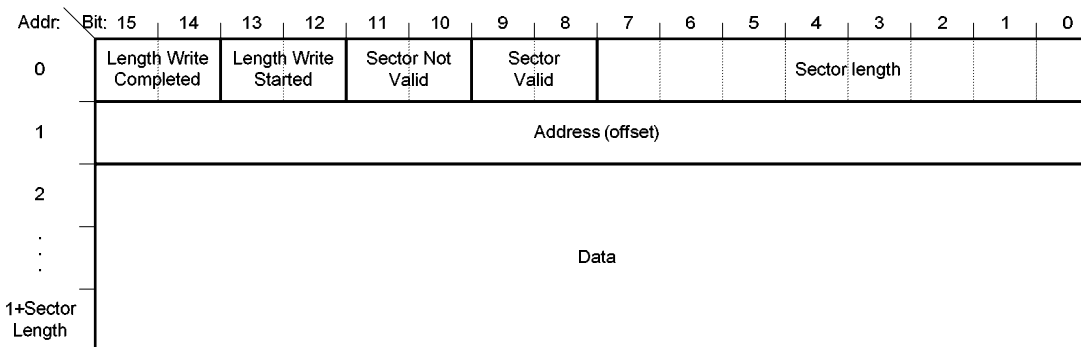 Addr: Bit: 15 14 13 12 11 10 9 8 7 6 5 4 3 2 1 0
0 Length Write Completed Length Write Started Sector Not Valid Sector Valid Sector length
1 Address (offset)
2
.
.
.
Data
1+Sector
Length